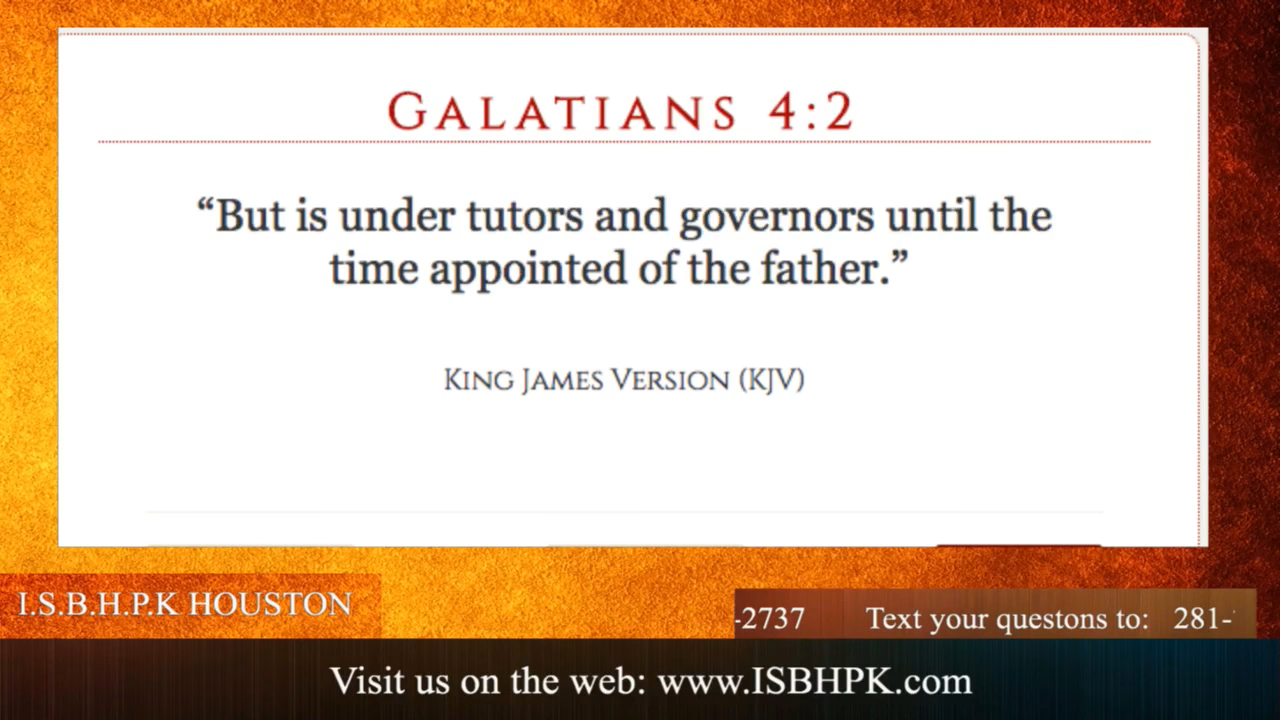 GALATIANS 4:2
“But is under tutors and governors until the
time appointed of the father.”
KING JAMES VERSION (KJV)
I.S.B.H.P.K HOUSTON
-2737 Text your questons to: 281-
Visit us on the web: www.ISBHPK.com